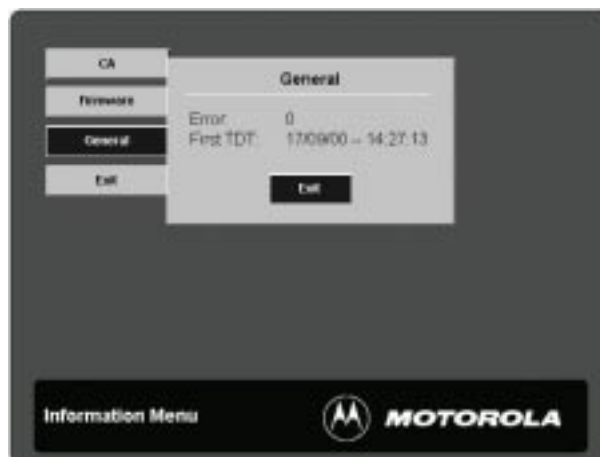 CA
Firmware
General
Exit
General
Error: 0
First TDT: 17/09/00 -- 14:27:13
Exit
Information Menu
MOTOROLA